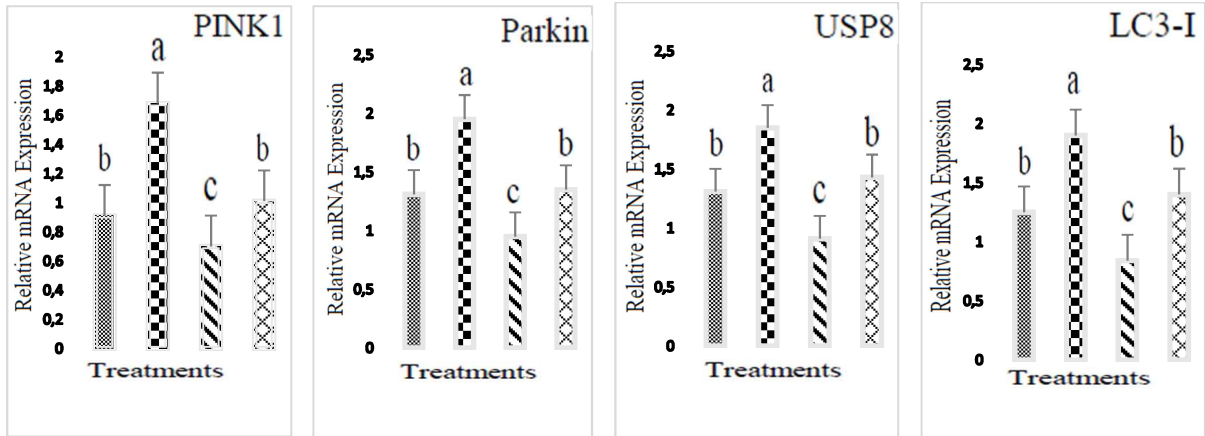 PINK1
a
b
b
c
Relative mRNA Expression
2
1,8
1,6
1,4
1,2
1
0,8
0,6
0,4
0,2
0
Treatments
Parkin
a
b
b
c
Relative mRNA Expression
2,5
2
1,5
1
0,5
0
Treatments
USP8
a
b
b
c
Relative mRNA Expression
2,5
2
1,5
1
0,5
0
Treatments
LC3-I
a
b
b
c
Relative mRNA Expression
2,5
2
1,5
1
0,5
0
Treatments